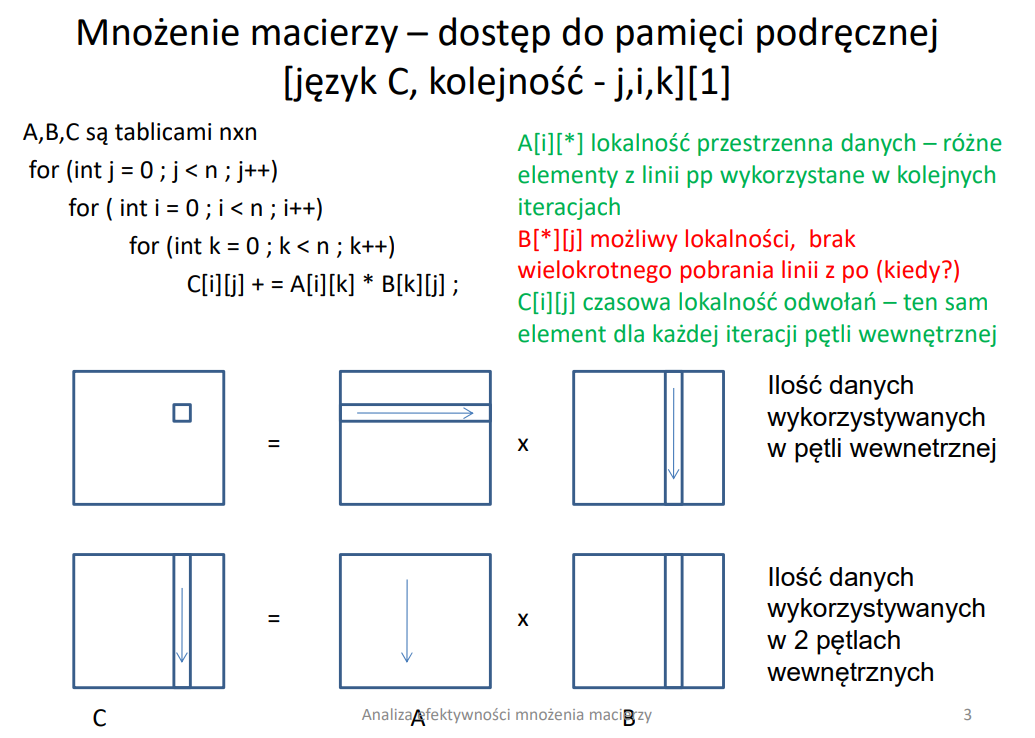 Mnożenie macierzy – dostęp do pamięci podręcznej
[język C, kolejność - j,i,k][1]
A,B,C są tablicami nxn
for (int j = 0 ; j < n ; j++)
for ( int i = 0 ; i < n ; i++)
for (int k = 0 ; k < n ; k++)
C[i][j] + = A[i][k] * B[k][j] ;
A[i][*] lokalność przestrzenna danych – różne
elementy z linii pp wykorzystane w kolejnych
iteracjach
B[*][j] możliwy lokalności,  brak
wielokrotnego pobrania linii z po (kiedy?)
C[i][j] czasowa lokalność odwołań – ten sam
element dla każdej iteracji pętli wewnętrznej
= x
Ilość danych
wykorzystywanych
w pętli wewnetrznej
= x
Ilość danych
wykorzystywanych
w 2 pętlach
wewnętrznych
C A B
Analiza efektywności mnożenia macierzy
3